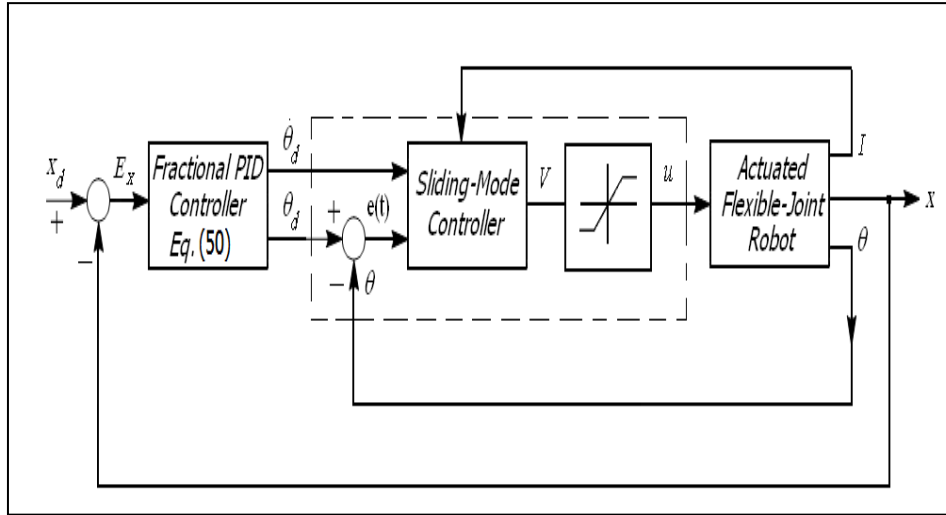 x_d
+
−
E_x
Fractional PID
Controller
Eq. (50)
θ̇_d
θ_d
+
−
e(t)
θ
Sliding-Mode
Controller
V
u
Actuated
Flexible-Joint
Robot
I
X
θ